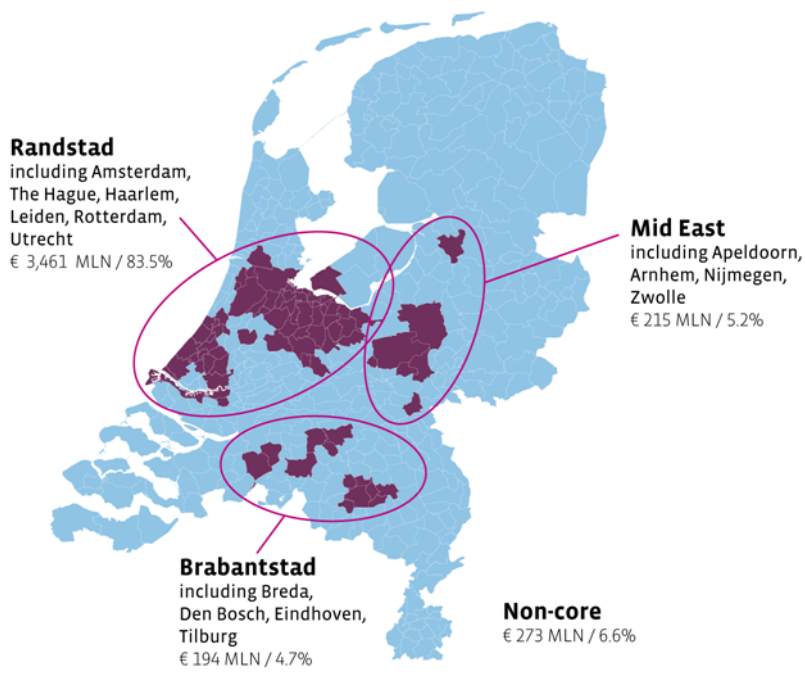 Randstad
including Amsterdam,
The Hague, Haarlem,
Leiden, Rotterdam,
Utrecht
€ 3,461 MLN / 83.5%
Mid East
including Apeldoorn,
Arnhem, Nijmegen,
Zwolle
€ 215 MLN / 5.2%
Brabantstad
including Breda,
Den Bosch, Eindhoven,
Tilburg
€ 194 MLN / 4.7%
Non-core
€ 273 MLN / 6.6%